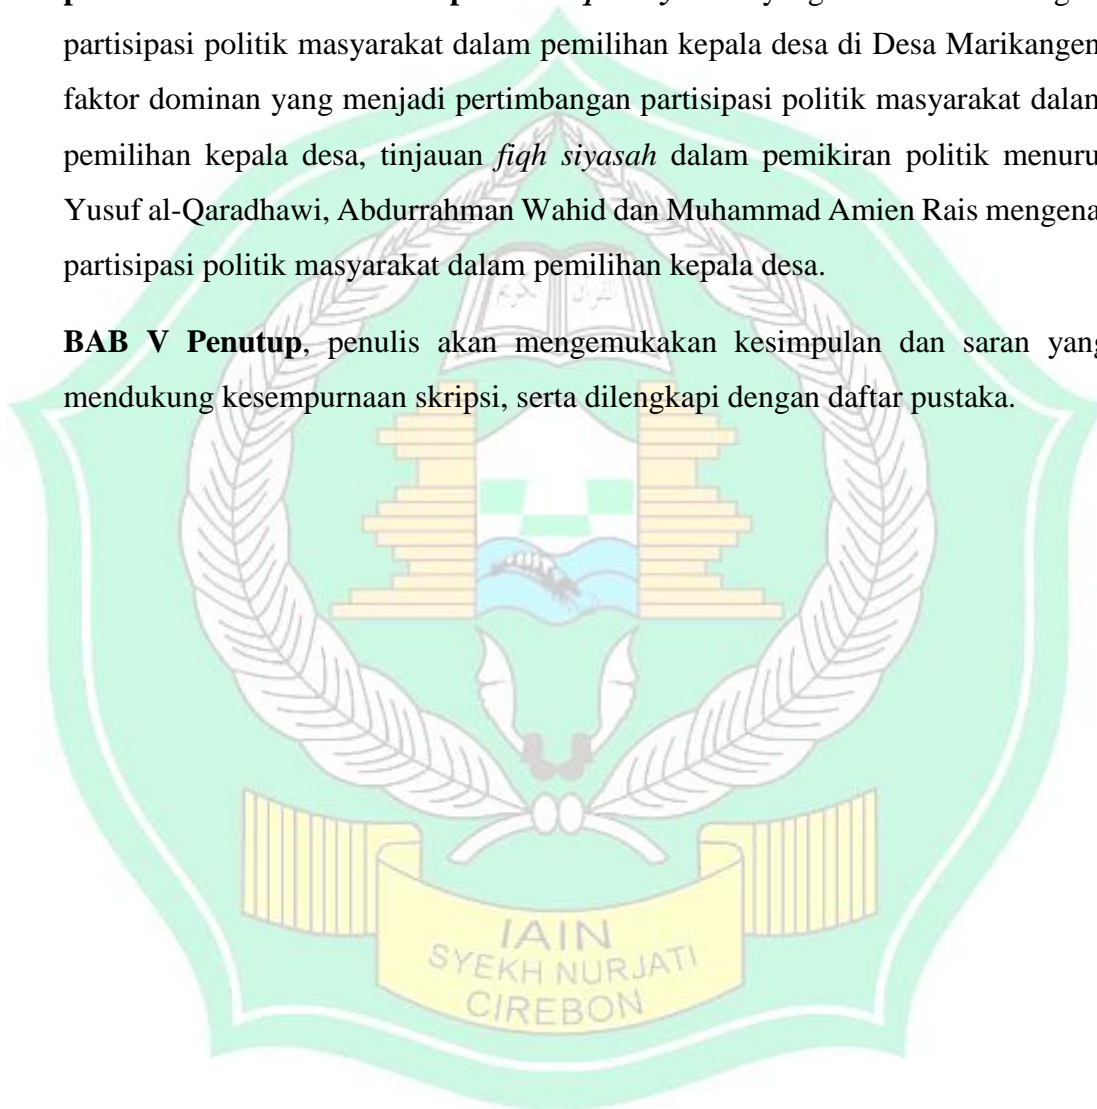 partisipasi politik masyarakat dalam pemilihan kepala desa di Desa Marikangen
faktor dominan yang menjadi pertimbangan partisipasi politik masyarakat dalam
pemilihan kepala desa, tinjauan fiqh siyasah dalam pemikiran politik menuru
Yusuf al-Qaradhawi, Abdurrahman Wahid dan Muhammad Amien Rais mengena
partisipasi politik masyarakat dalam pemilihan kepala desa.
BAB V Penutup, penulis akan mengemukakan kesimpulan dan saran yang
mendukung kesempurnaan skripsi, serta dilengkapi dengan daftar pustaka.
IAIN
SYEKH NURJATI
CIREBON